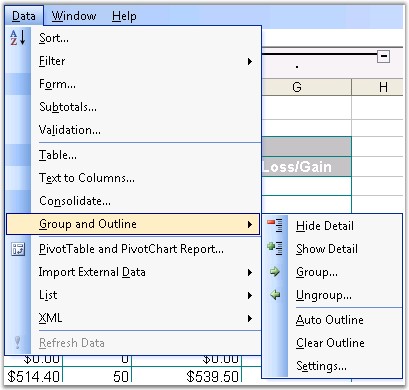 Data Window Help
Sort...
Filter
Form...
Subtotals...
Validation...
Table...
Text to Columns...
Consolidate...
Group and Outline
PivotTable and PivotChart Report...
Import External Data
List
XML
Refresh Data
G H
Loss/Gain
Hide Detail
Show Detail
Group...
Ungroup...
Auto Outline
Clear Outline
Settings...
$0.00 0 $0.00
$514.40 50 $539.50